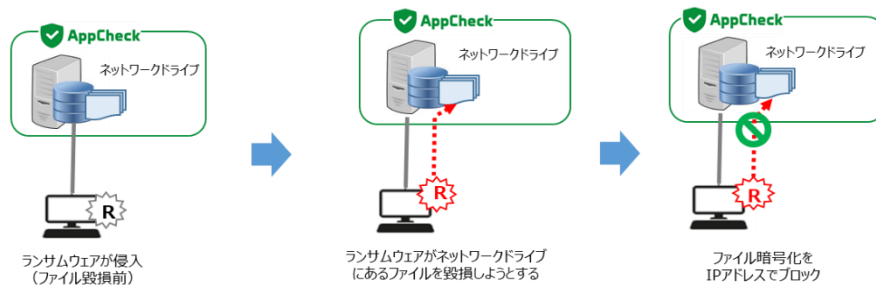 AppCheck
ネットワークドライブ
R
ランサムウェアが侵入
（ファイル毀損前）
AppCheck
ネットワークドライブ
R
ランサムウェアがネットワークドライブ
にあるファイルを毀損しようとする
AppCheck
ネットワークドライブ
R
ファイル暗号化を
IPアドレスでブロック